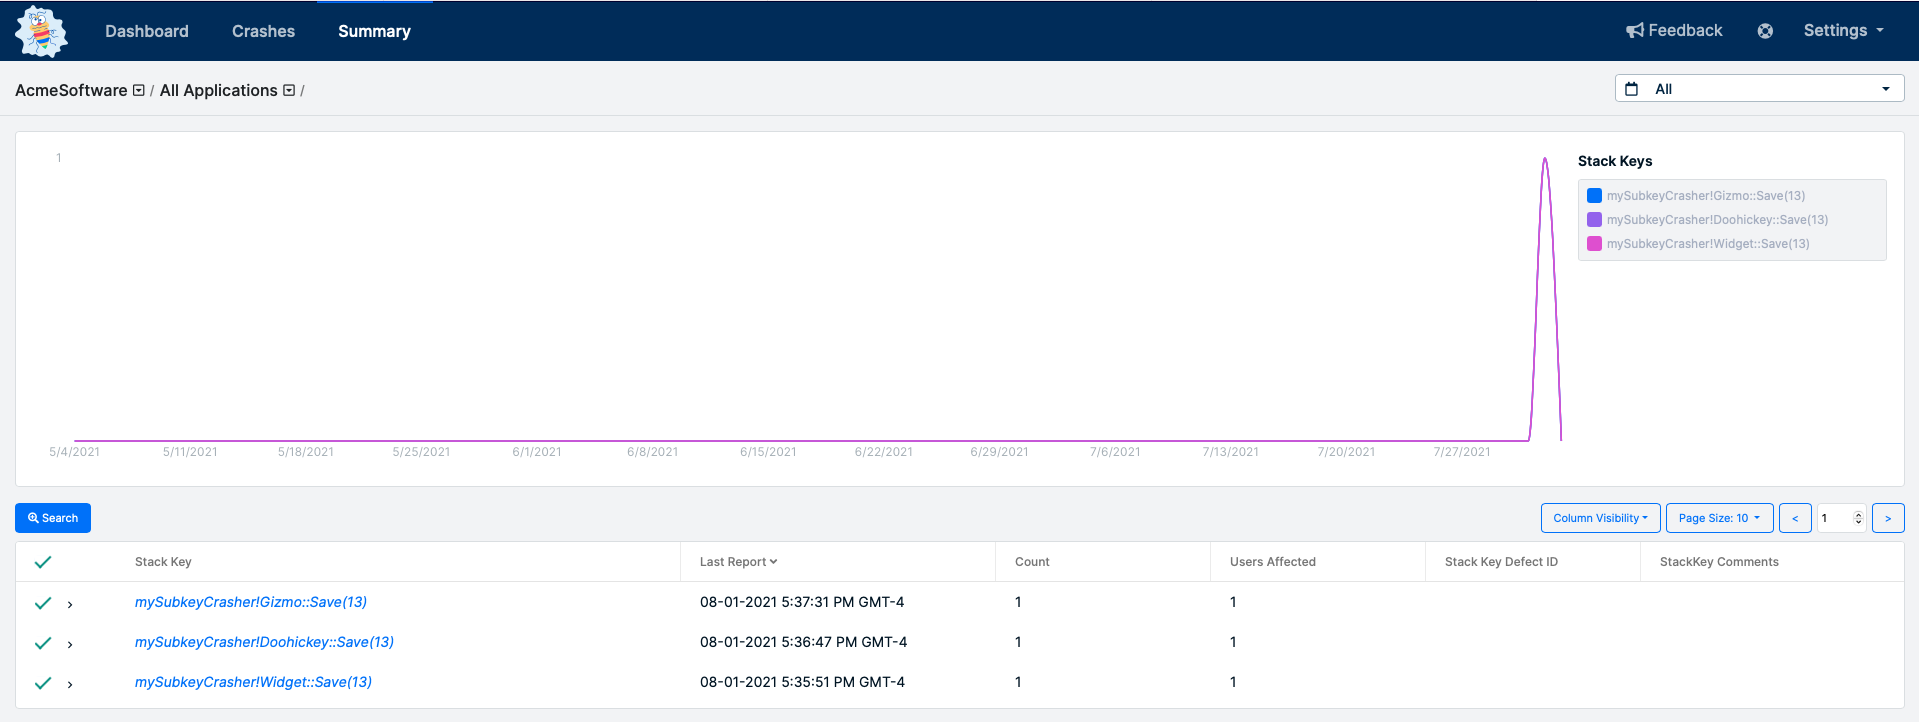 Dashboard Crashes Summary Feedback Settings
AcmeSoftware / All Applications / All
1
Stack Keys
mySubkeyCrasher!Gizmo::Save(13)
mySubkeyCrasher!Doohickey::Save(13)
mySubkeyCrasher!Widget::Save(13)
5/4/2021 5/11/2021 5/18/2021 5/25/2021 6/1/2021 6/8/2021 6/15/2021 6/22/2021 6/29/2021 7/6/2021 7/13/2021 7/20/2021 7/27/2021
Search Column Visibility Page Size: 10 < 1 >
Stack Key Last Report Count Users Affected Stack Key Defect ID StackKey Comments
mySubkeyCrasher!Gizmo::Save(13) 08-01-2021 5:37:31 PM GMT-4 1 1
mySubkeyCrasher!Doohickey::Save(13) 08-01-2021 5:36:47 PM GMT-4 1 1
mySubkeyCrasher!Widget::Save(13) 08-01-2021 5:35:51 PM GMT-4 1 1